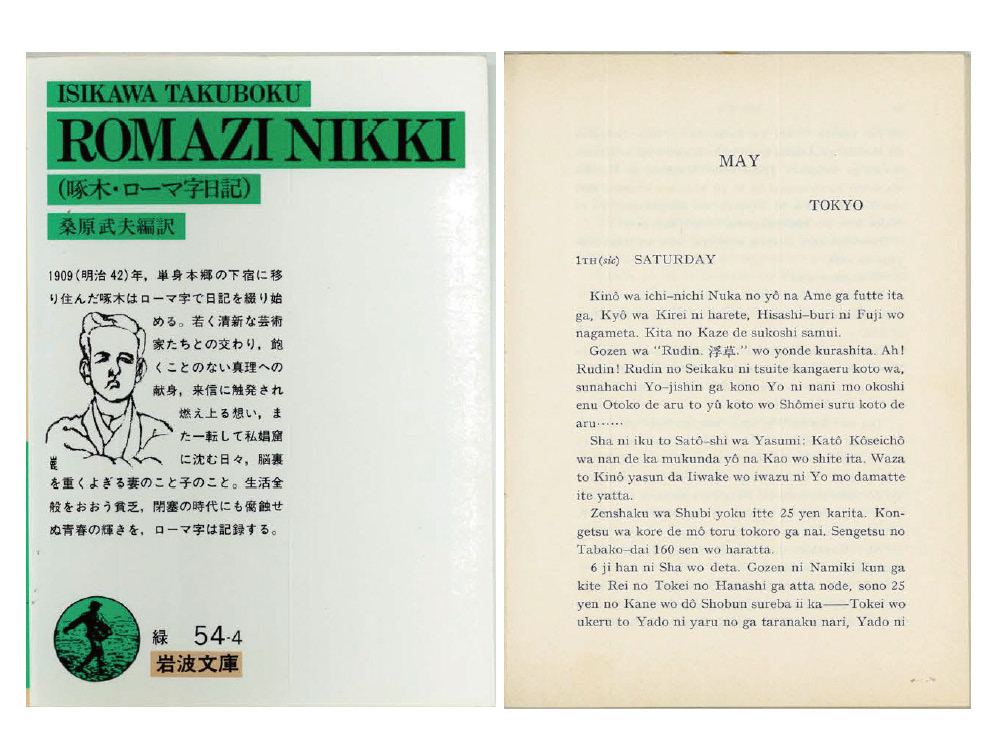 ISIKAWA TAKUBOKU
ROMAZI NIKKI
(啄木・ローマ字日記)
桑原武夫編訳
1909(明治42)年,単身本郷の下宿に移
り住んだ啄木はローマ字で日記を綴り始
める。若く清新な芸術
家たちとの交わり,飽
くことのない真理への
献身,来信に触発され
燃え上る想い,ま
た一転して私娼窟
に沈む日々,脳裏
を重くよぎる妻のこと子のこと。生活全
般をおおう貧乏,閉塞の時代にも腐蝕せ
ぬ青春の輝きを,ローマ字は記録する。
緑 54-4
岩波文庫
MAY
TOKYO
1TH (sic) SATURDAY
Kinô wa ichi-nichi Nuka no yô na Ame ga futte ita
ga, Kyô wa Kirei ni harete, Hisashi-buri ni Fuji wo
nagameta. Kita no Kaze de sukoshi samui.
Gozen wa "Rudin. 浮草." wo yonde kurashita. Ah!
Rudin! Rudin no Seikaku ni tsuite kangaeru koto wa,
sunahachi Yo-jishin ga kono Yo ni nani mo okoshi
enu Otoko de aru to yû koto wo Shômei suru koto de
aru……
Sha ni iku to Satô-shi wa Yasumi: Katô Kôseichô
wa nan de ka mukunda yô na Kao wo shite ita. Waza
to Kinô yasun da Iiwake wo iwazu ni Yo mo damatte
ite yatta.
Zenshaku wa Shubi yoku itte 25 yen karita. Kon-
getsu wa kore de mô toru tokoro ga nai. Sengetsu no
Tabako-dai 160 sen wo haratta.
6 ji han ni Sha wo deta. Gozen ni Namiki kun ga
kite Rei no Tokei no Hanashi ga atta node, sono 25
yen no Kane wo dô Shobun sureba ii ka——Tokei wo
ukeru to Yado ni yaru no ga taranaku nari, Yado ni